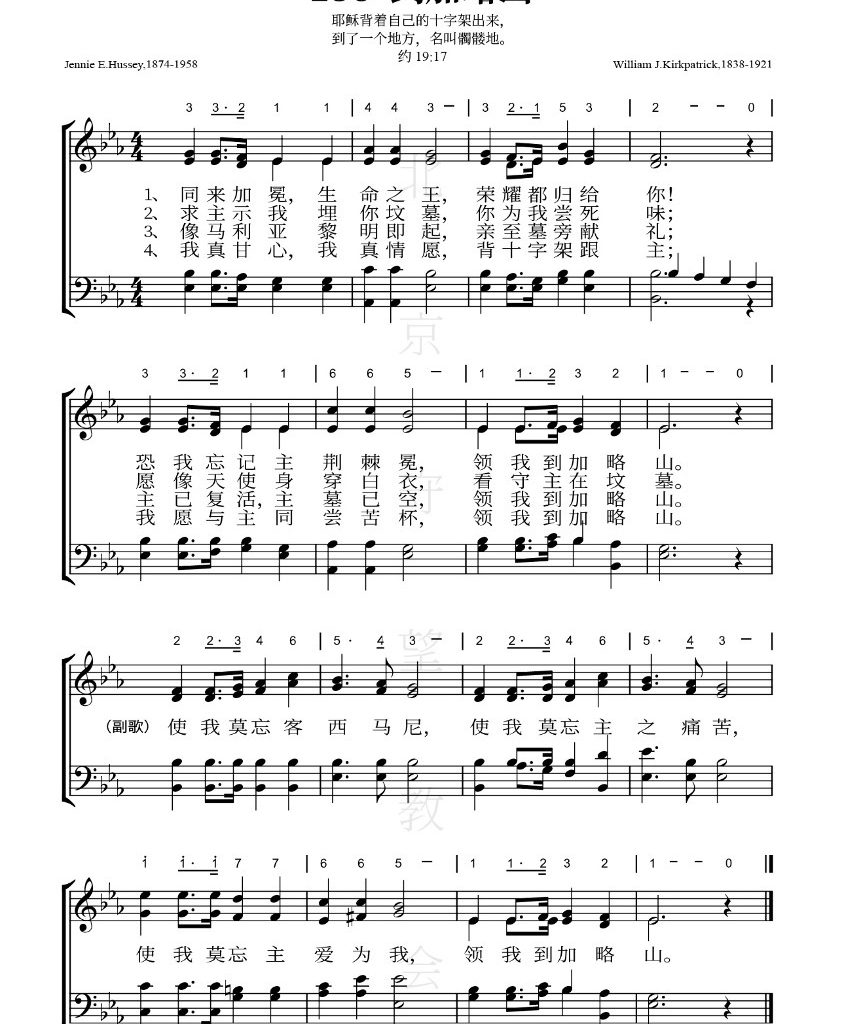 耶稣背着自己的十字架出来，
到了一个地方，名叫髑髅地。
约 19:17
Jennie E.Hussey,1874-1958 William J.Kirkpatrick,1838-1921
3 3· 2 1 1 | 4 4 3 – | 3 2· 1 5 3 | 2 – – 0 |
1、 同来加冕，生 命之王， 荣耀都归给 你！
2、 求主示我 埋 你坟墓， 你为我尝死 味；
3、 像马利亚 黎 明即起， 亲至墓旁献 礼；
4、 我真甘心，我 真情愿， 背十字架跟 主；
3 3· 2 1 1 | 6 6 5 – | 1 1· 2 3 2 | 1 – – 0 |
恐我忘记主 荆棘冕， 领我到加略 山。
愿像天使身 穿白衣， 看守主在坟 墓。
主已复活，主 墓已空， 领我到加略 山。
我愿与主同 尝苦杯， 领我到加略 山。
2 2· 3 4 6 | 5· 4 3 – | 2 2· 3 4 6 | 5· 4 3 – |
（副歌） 使我莫忘客 西马尼， 使我莫忘主 之痛苦，
1 1· 1 7 7 | 6 6 5 – | 1 1· 2 3 2 | 1 – – 0 ||
使我莫忘主 爱为我， 领我到加略 山。
北京守望教会